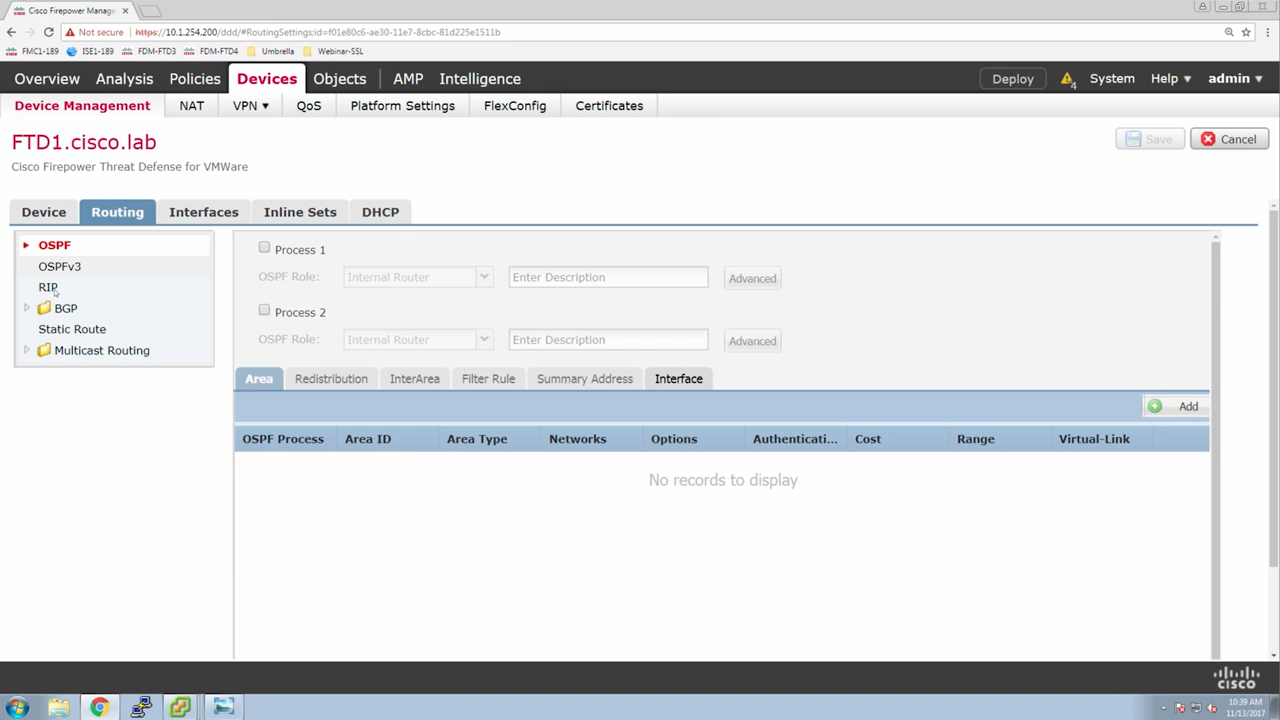 Cisco Firepower Manage
Not secure https://10.1.254.200/ddd/#RoutingSettings;id=f01e80c6-ae30-11e7-8cbc-81d225e1511b
FMC1-189 ISE1-189 FDM-FTD3 FDM-FTD4 Umbrella Webinar-SSL
Overview Analysis Policies Devices Objects AMP Intelligence Deploy 4 System Help admin
Device Management NAT VPN QoS Platform Settings FlexConfig Certificates
FTD1.cisco.lab
Save Cancel
Cisco Firepower Threat Defense for VMWare
Device Routing Interfaces Inline Sets DHCP
OSPF
OSPFv3
RIP
BGP
Static Route
Multicast Routing
Process 1
OSPF Role: Internal Router Enter Description Advanced
Process 2
OSPF Role: Internal Router Enter Description Advanced
Area Redistribution InterArea Filter Rule Summary Address Interface
Add
OSPF Process Area ID Area Type Networks Options Authenticati... Cost Range Virtual-Link
No records to display
cisco
10:39 AM
11/13/2017